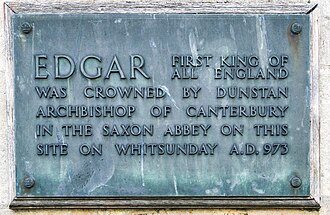 EDGAR FIRST KING OF
ALL ENGLAND
WAS CROWNED BY DUNSTAN
ARCHBISHOP OF CANTERBURY
IN THE SAXON ABBEY ON THIS
SITE ON WHITSUNDAY A.D. 973